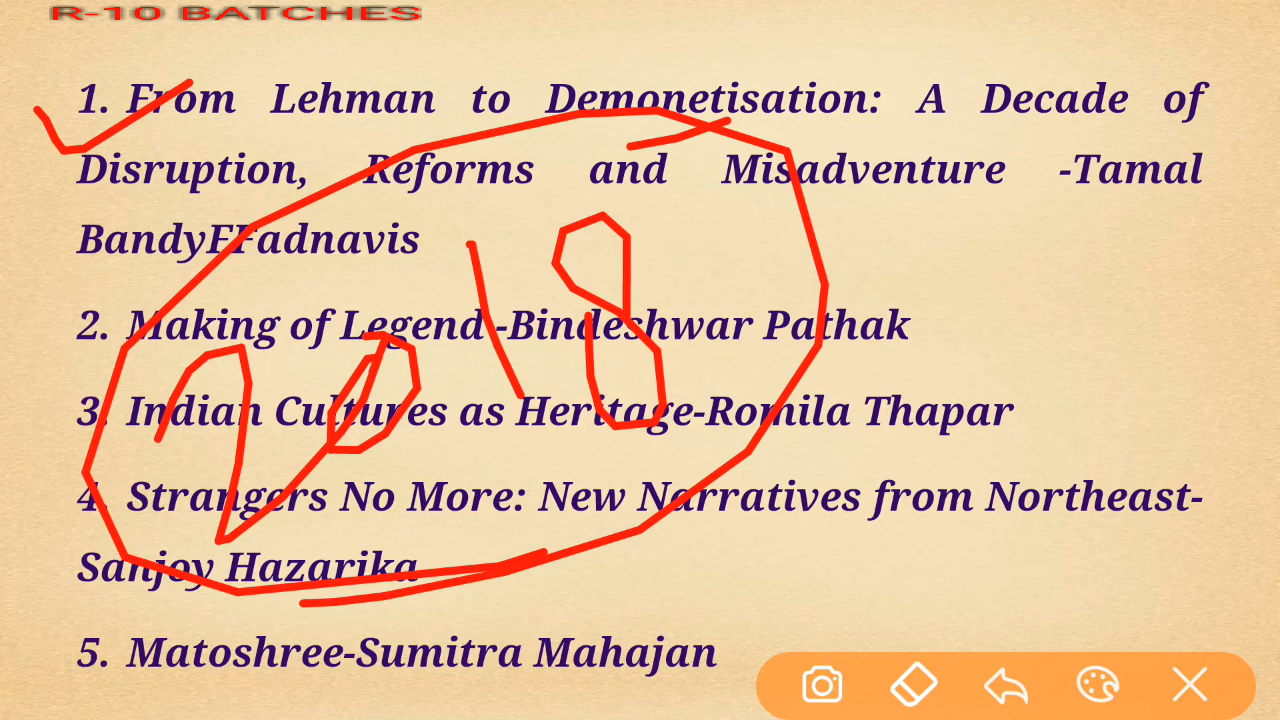 R-10 BATCHES
1. From Lehman to Demonetisation: A Decade of
Disruption, Reforms and Misadventure -Tamal
BandyFFadnavis
2. Making of Legend -Bindeshwar Pathak
3. Indian Cultures as Heritage-Romila Thapar
4. Strangers No More: New Narratives from Northeast-
Sanjoy Hazarika
5. Matoshree-Sumitra Mahajan
2018